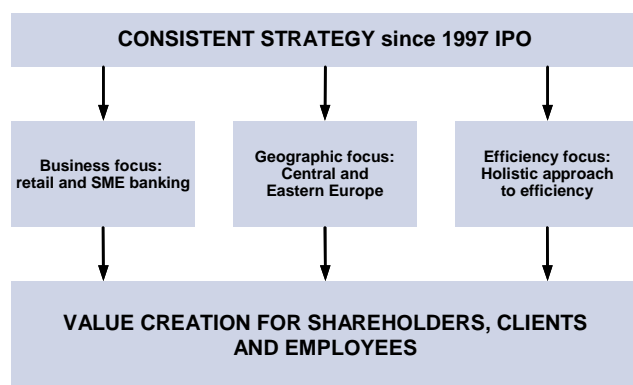 CONSISTENT STRATEGY since 1997 IPO
Business focus:
retail and SME banking
Geographic focus:
Central and
Eastern Europe
Efficiency focus:
Holistic approach
to efficiency
VALUE CREATION FOR SHAREHOLDERS, CLIENTS
AND EMPLOYEES